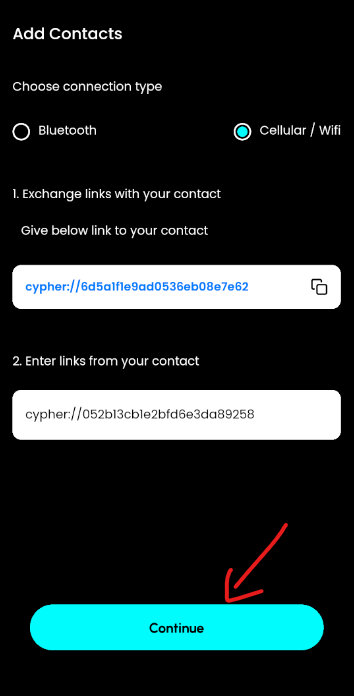 Add Contacts
Choose connection type
Bluetooth
Cellular / Wifi
1. Exchange links with your contact
Give below link to your contact
cypher://6d5a1f1e9ad0536eb08e7e62
2. Enter links from your contact
cypher://052b13cb1e2bfd6e3da89258
Continue